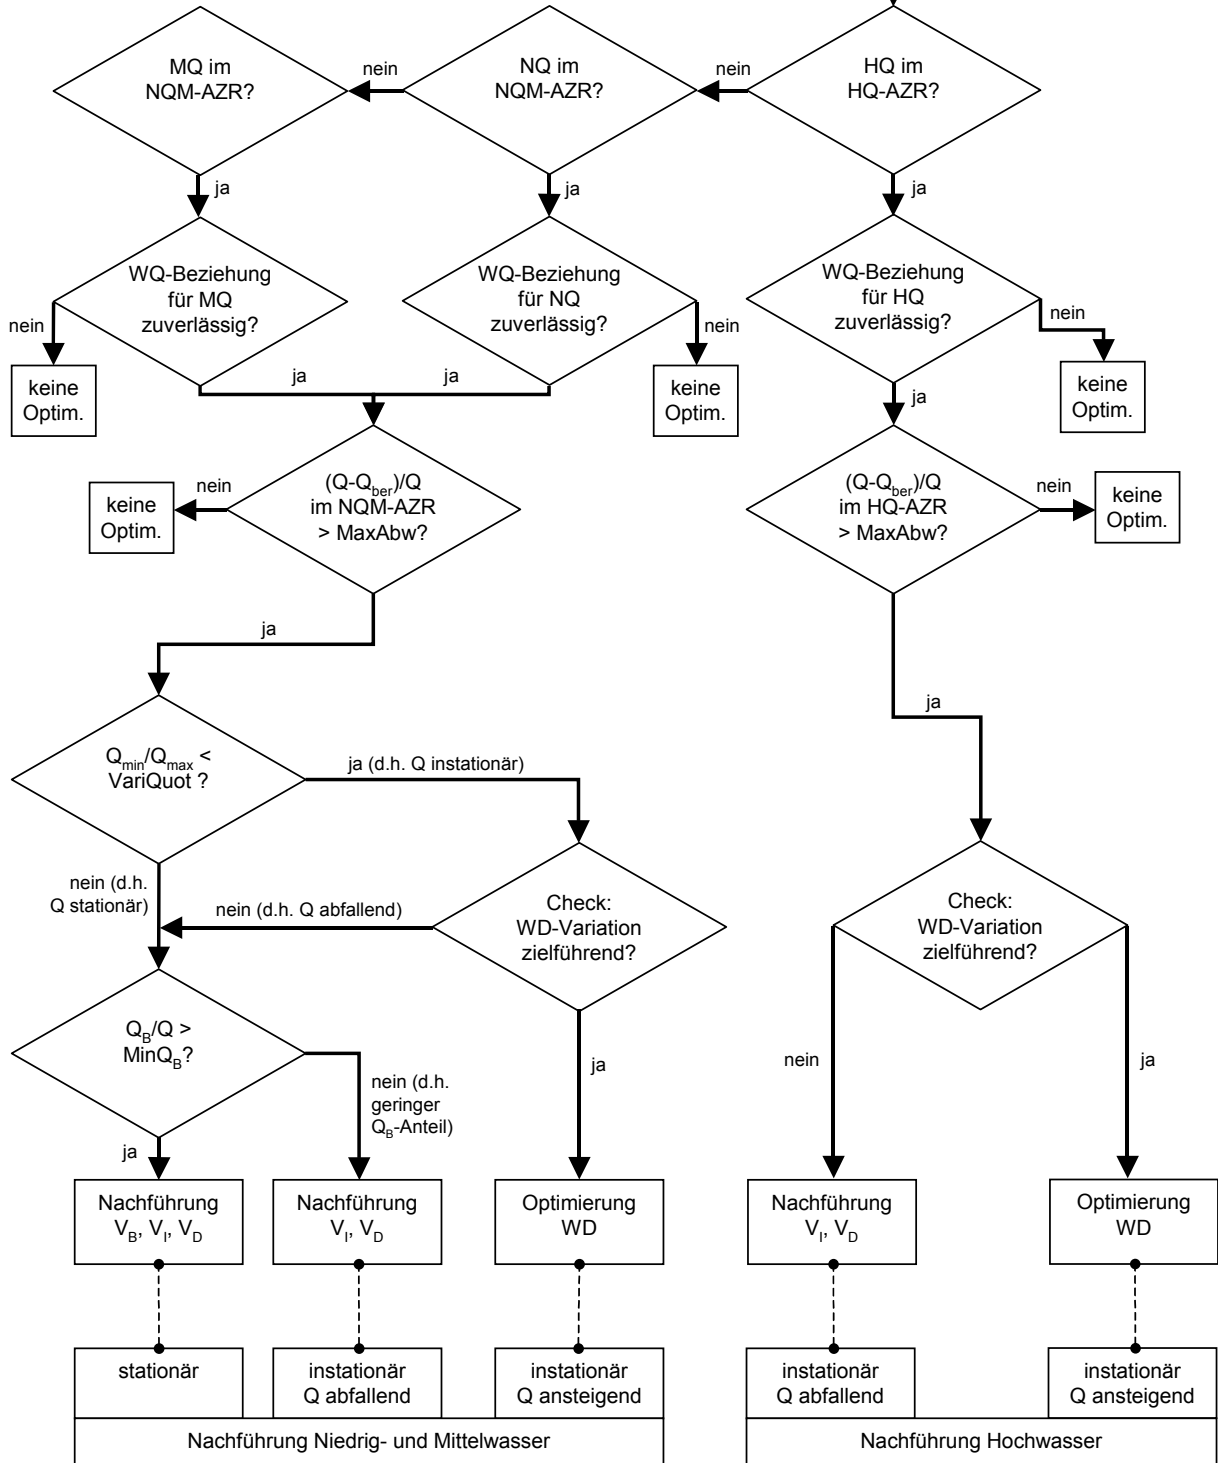 MQ im
NQM-AZR?
nein
NQ im
NQM-AZR?
nein
HQ im
HQ-AZR?
ja
ja
ja
WQ-Beziehung
für MQ
zuverlässig?
WQ-Beziehung
für NQ
zuverlässig?
WQ-Beziehung
für HQ
zuverlässig?
nein
nein
nein
keine
Optim.
ja
ja
keine
Optim.
ja
keine
Optim.
(Q-Qber)/Q
im NQM-AZR
> MaxAbw?
nein
keine
Optim.
(Q-Qber)/Q
im HQ-AZR
> MaxAbw?
nein
keine
Optim.
ja
ja
Qmin/Qmax <
VariQuot ?
ja (d.h. Q instationär)
nein (d.h.
Q stationär)
nein (d.h. Q abfallend)
Check:
WD-Variation
zielführend?
Check:
WD-Variation
zielführend?
QB/Q >
MinQB?
nein (d.h.
geringer
QB-Anteil)
ja
ja
nein
ja
Nachführung
VB, VI, VD
Nachführung
VI, VD
Optimierung
WD
Nachführung
VI, VD
Optimierung
WD
stationär
instationär
Q abfallend
instationär
Q ansteigend
instationär
Q abfallend
instationär
Q ansteigend
Nachführung Niedrig- und Mittelwasser
Nachführung Hochwasser